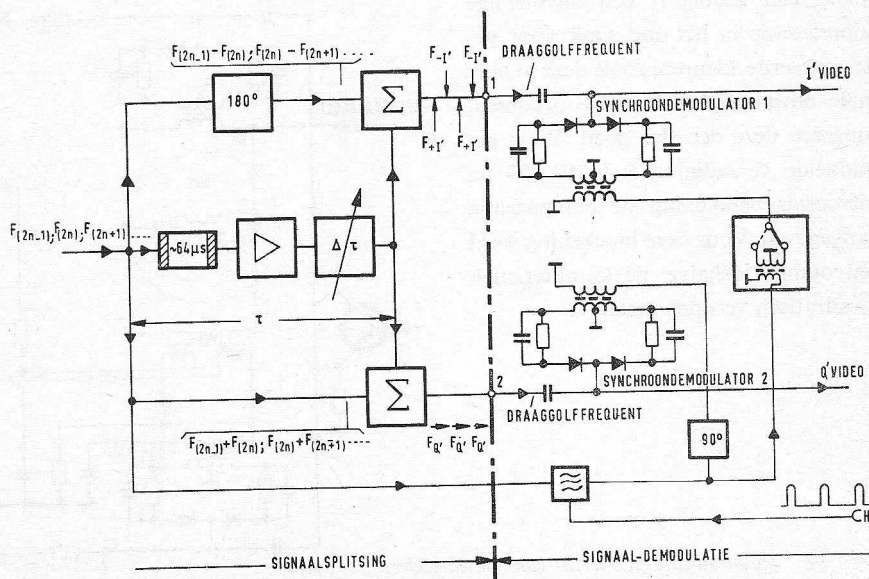 F(2n-1)-F(2n); F(2n)-F(2n+1)
180°
Σ
F-I' F-I'
F+I' F+I'
1
DRAAGGOLFFREQUENT
I' VIDEO
SYNCHROONDEMODULATOR 1
F(2n-1); F(2n); F(2n+1)
~64µs
Δτ
τ
Σ
2
SYNCHROONDEMODULATOR 2
Q' VIDEO
DRAAGGOLFFREQUENT
F(2n-1)+F(2n); F(2n)+F(2n+1)
FQ' FQ' FQ'
90°
H
SIGNAALSPLITSING
SIGNAAL-DEMODULATIE